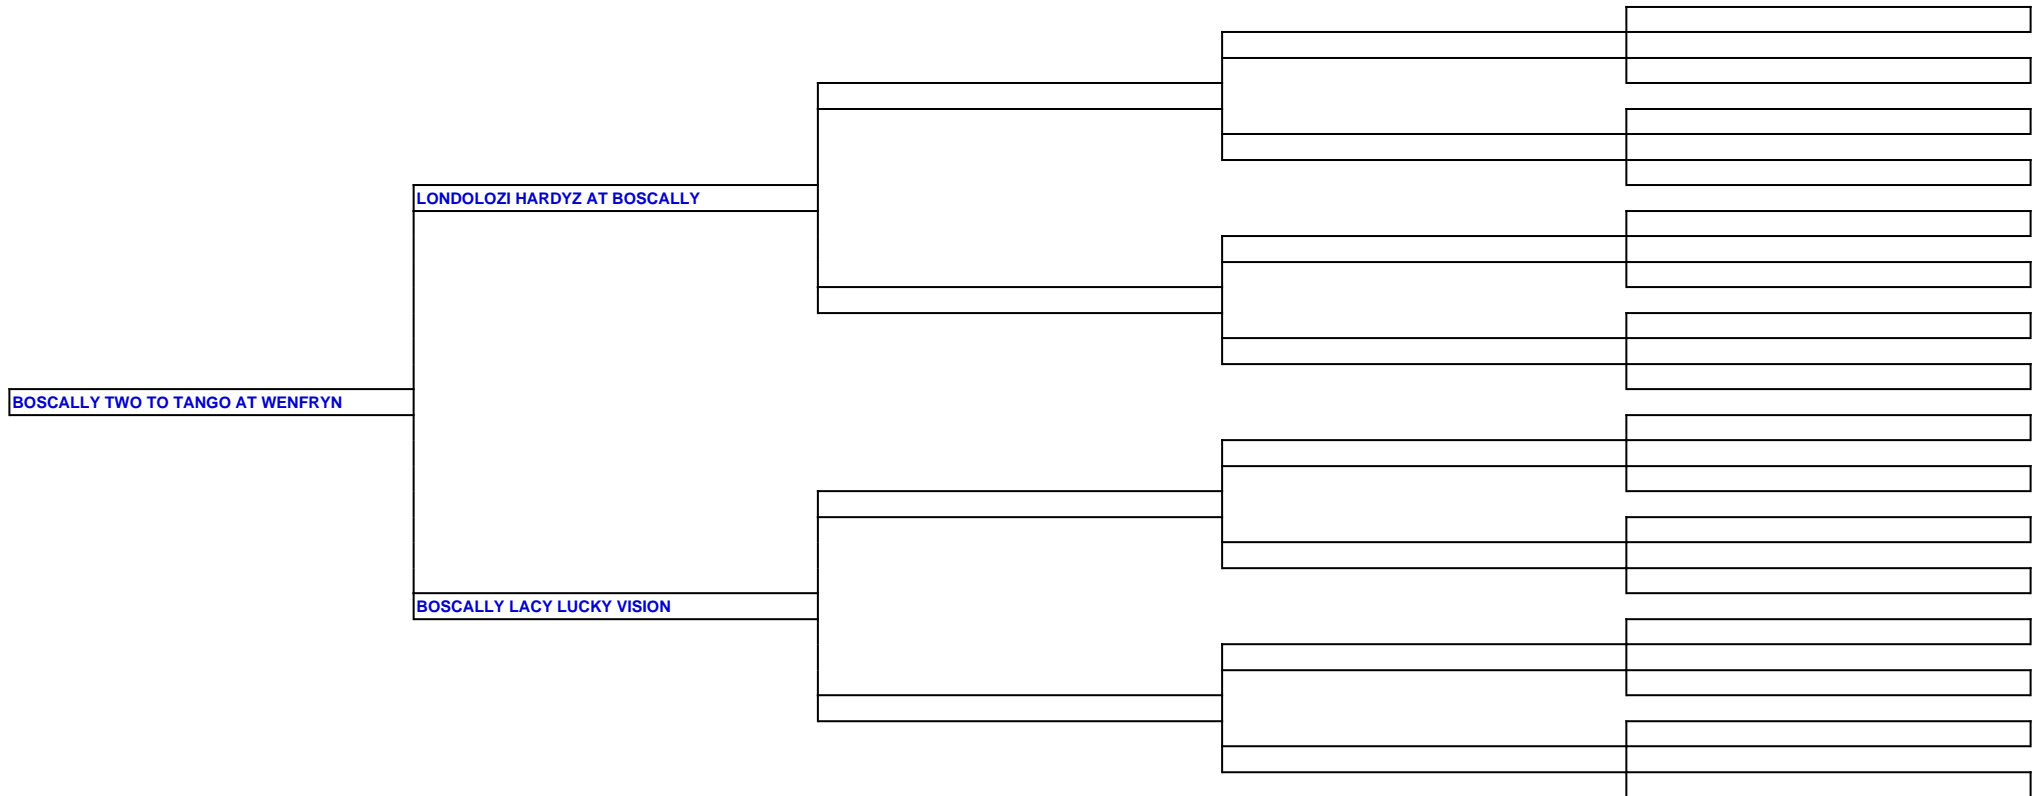 LONDOLOZI HARDYZ AT BOSCALLY
BOSCALLY TWO TO TANGO AT WENFRYN
BOSCALLY LACY LUCKY VISION